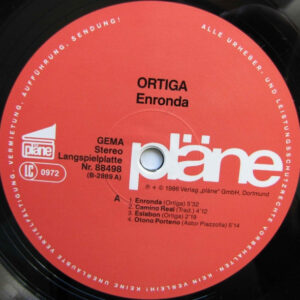 ALLE URHEBER- UND LEISTUNGSSCHUTZRECHTE VORBEHALTEN · KEIN VERLEIH! KEINE UNERLAUBTE VERVIELFÄLTIGUNG, VERMIETUNG, AUFFÜHRUNG, SENDUNG!
ORTIGA
Enronda
pläne
LC 0972
GEMA
Stereo
Langspielplatte
Nr. 88498
(B-2889 A)
pläne
℗ + © 1986 Verlag „pläne" GmbH, Dortmund
A
1. Enronda (Ortiga) 5'32
2. Camino Real (Trad.) 4'12
3. Eslabon (Ortiga) 2'19
4. Otono Porteno (Astor Piazzolla) 6'14